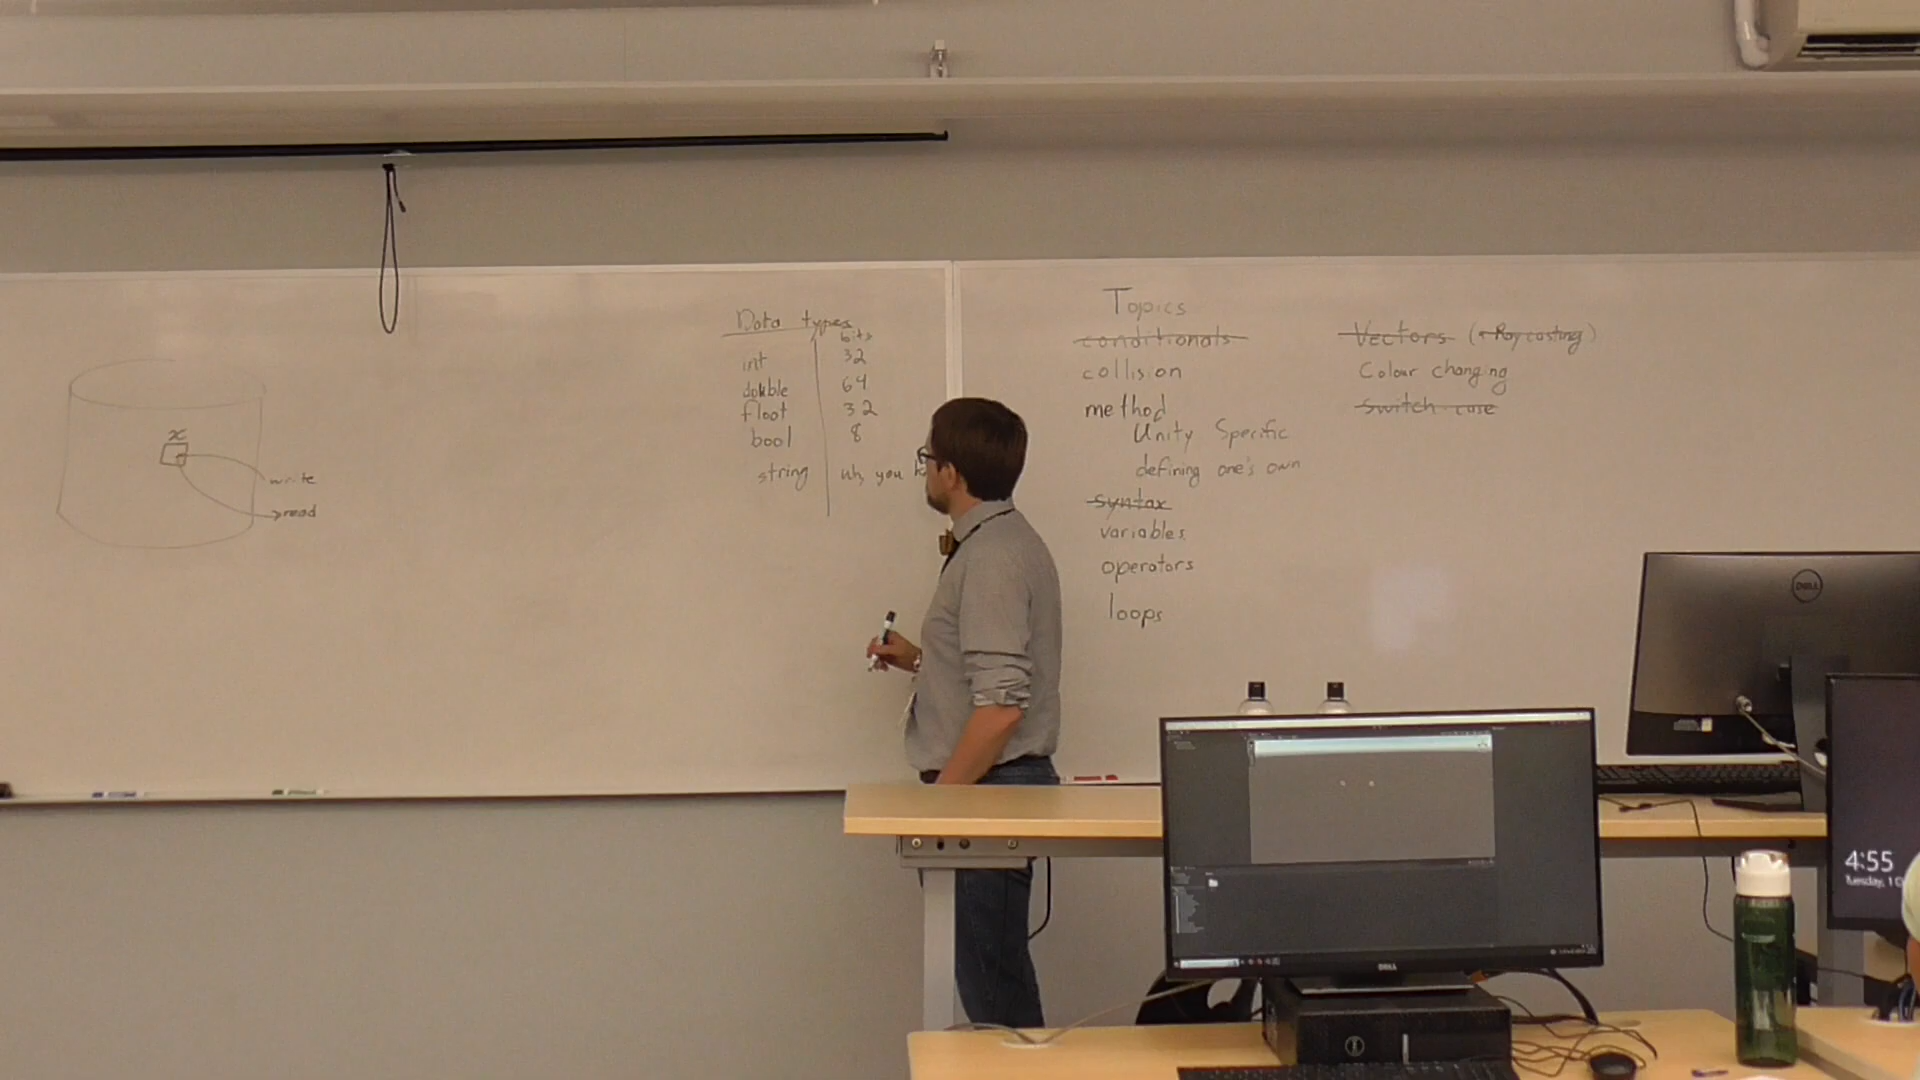 x
write
read
Data types
bits
int 32
double 64
float 32
bool 8
string uh, you
Topics
conditionals
collision
method
Unity Specific
defining one's own
syntax
variables
operators
loops
Vectors (+Raycasting)
Colour changing
switch case
DELL
DELL
4:55
Tuesday, 1